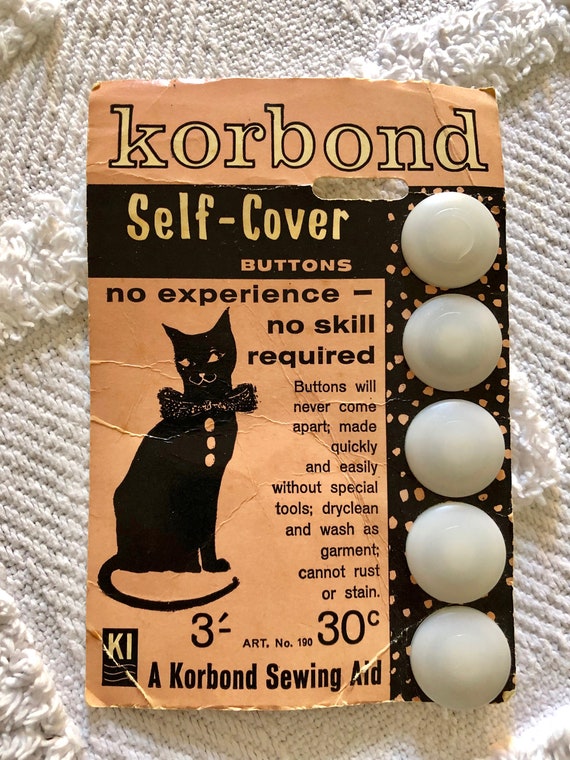 korbond
Self-Cover
BUTTONS
no experience –
no skill
required
Buttons will
never come
apart; made
quickly
and easily
without special
tools; dryclean
and wash as
garment;
cannot rust
or stain.
3'- ART. No. 190 30c
KI
A Korbond Sewing Aid